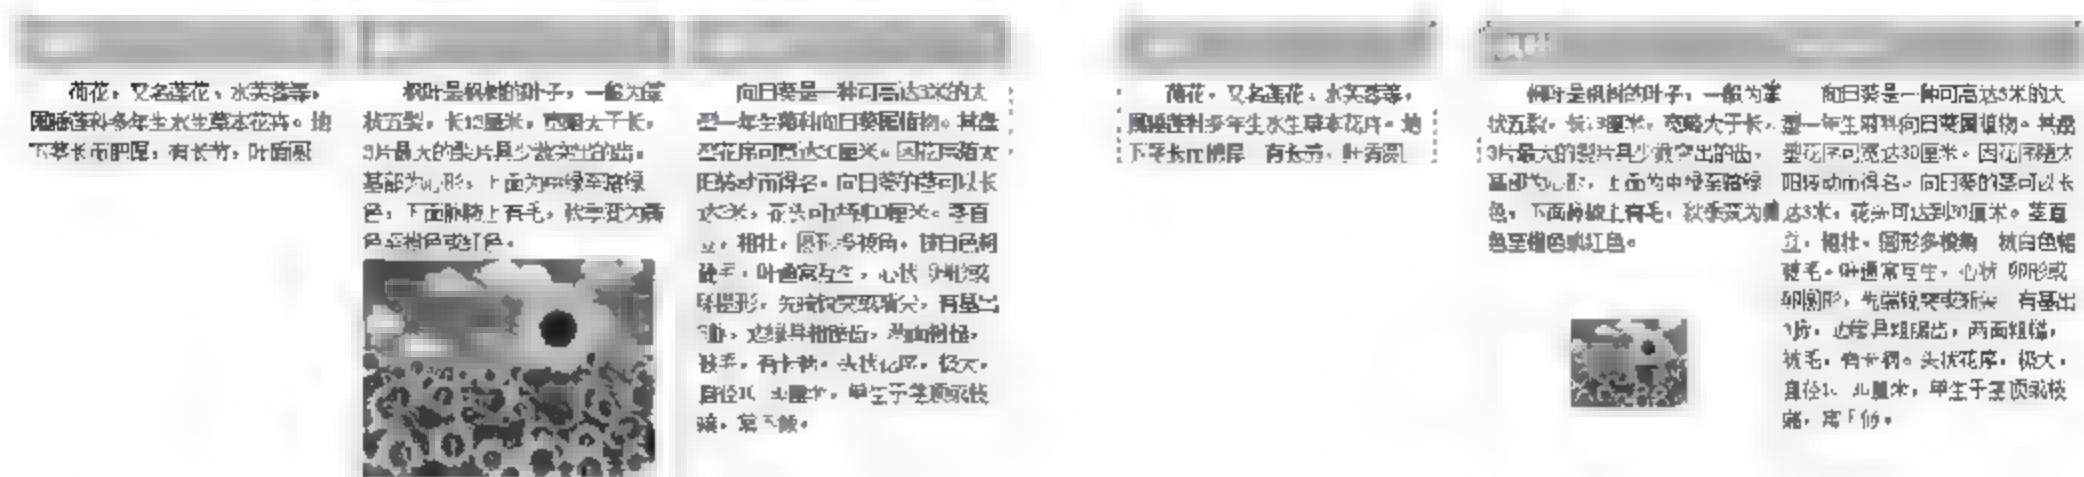 荷花，又名莲花、水芙蓉等，
属睡莲科多年生水生草本花卉。地
下茎长而肥厚，有长节，叶盾圆
枫叶是枫树的叶子，一般为掌
状五裂，长13厘米，宽略大于长，
3片最大的裂片具少数突出的齿，
基部为心形，上面为中绿至暗绿
色，下面脉腋上有毛，秋季变为黄
色至橙色或红色。
向日葵是一种可高达3米的大
型一年生菊科向日葵属植物。其盘
型花序可宽达30厘米。因花序随太
阳转动而得名。向日葵的茎可以长
达3米，花头可达到30厘米。茎直
立，粗壮，圆形多棱角，被白色粗
硬毛，叶通常互生，心状卵形或
卵圆形，先端锐突或渐尖，有基出
3脉，边缘具粗锯齿，两面粗糙，
被毛，有长柄。头状花序，极大，
直径10-30厘米，单生于茎顶或枝
端，常下倾。
荷花，又名莲花、水芙蓉等，
属睡莲科多年生水生草本花卉。地
下茎长而肥厚，有长节，叶盾圆
枫叶
枫叶是枫树的叶子，一般为掌
状五裂，长13厘米，宽略大于长，
3片最大的裂片具少数突出的齿，
基部为心形，上面为中绿至暗绿
色，下面脉腋上有毛，秋季变为黄
色至橙色或红色。
向日葵是一种可高达3米的大
型一年生菊科向日葵属植物。其盘
型花序可宽达30厘米。因花序随太
阳转动而得名。向日葵的茎可以长
达3米，花头可达到30厘米。茎直
立，粗壮，圆形多棱角，被白色粗
硬毛。叶通常互生，心状卵形或
卵圆形，先端锐突或渐尖，有基出
3脉，边缘具粗锯齿，两面粗糙，
被毛，有长柄。头状花序，极大，
直径10-30厘米，单生于茎顶或枝
端，常下倾。